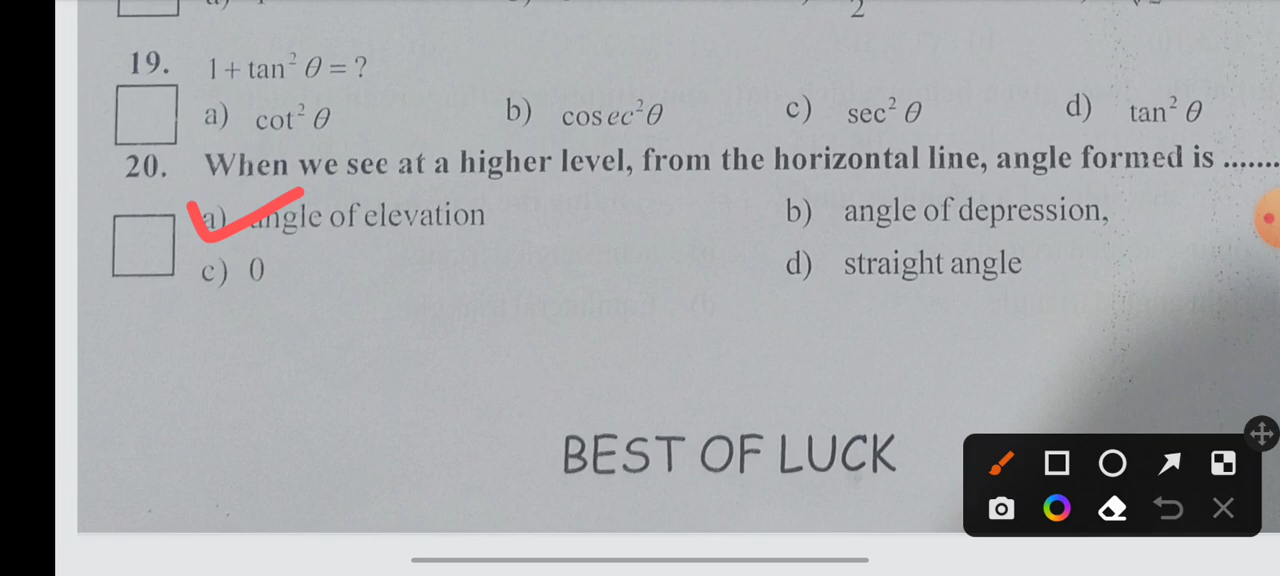 19. 1 + tan² θ = ?
a) cot² θ b) cosec²θ c) sec² θ d) tan² θ
20. When we see at a higher level, from the horizontal line, angle formed is .......
a) angle of elevation b) angle of depression,
c) 0 d) straight angle
BEST OF LUCK